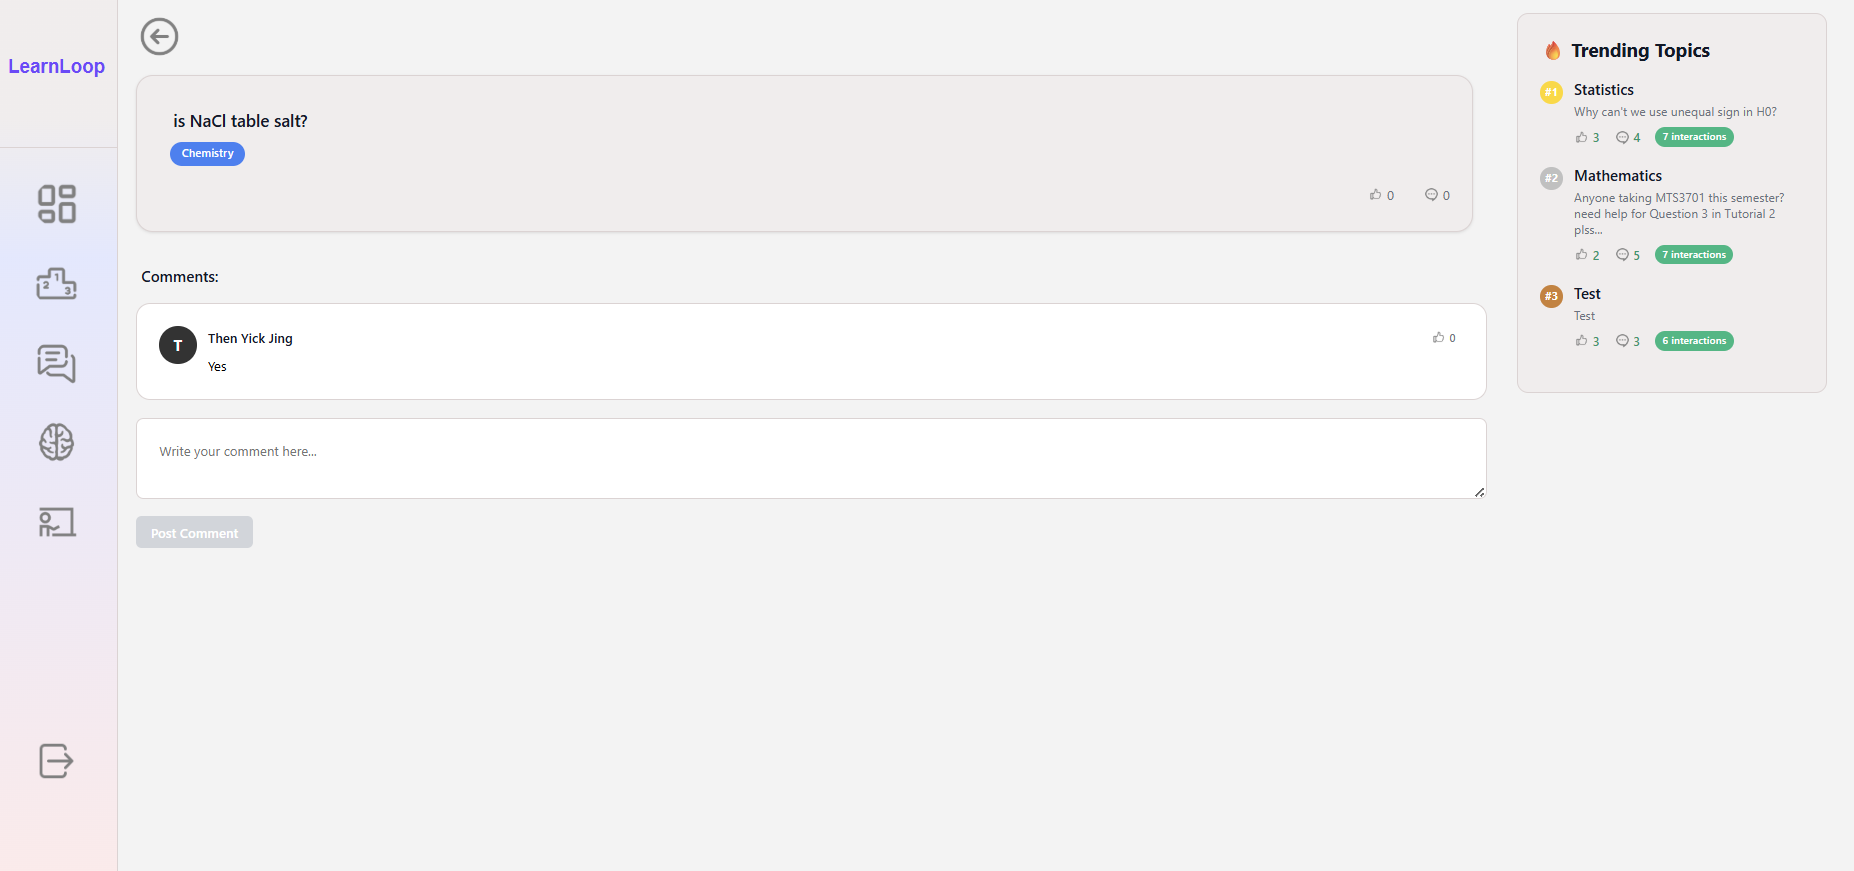 LearnLoop
is NaCl table salt?
Chemistry
0 0
Comments:
T
Then Yick Jing
0
Yes
Write your comment here...
Post Comment
Trending Topics
#1 Statistics
Why can't we use unequal sign in H0?
3 4 7 interactions
#2 Mathematics
Anyone taking MTS3701 this semester?
need help for Question 3 in Tutorial 2
plss...
2 5 7 interactions
#3 Test
Test
3 3 6 interactions
2 1 3